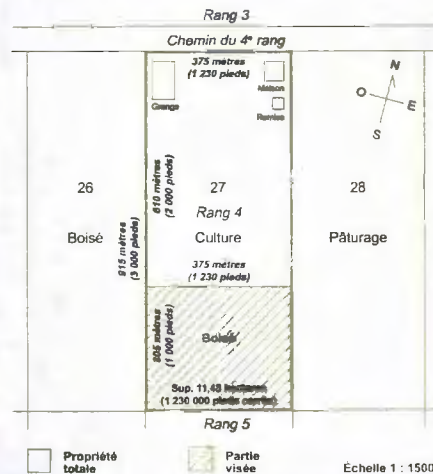 Rang 3
Chemin du 4e rang
375 mètres
(1 230 pieds)
Grange
Maison
Remise
N
O
E
S
26
Boisé
27
Rang 4
Culture
28
Pâturage
610 mètres
(2 000 pieds)
915 mètres
(3 000 pieds)
375 mètres
(1 230 pieds)
305 mètres
(1 000 pieds)
Boisé
Sup. 11,48 hectares
(1 230 000 pieds carrés)
Rang 5
Propriété
totale
Partie
visée
Échelle 1 : 1500